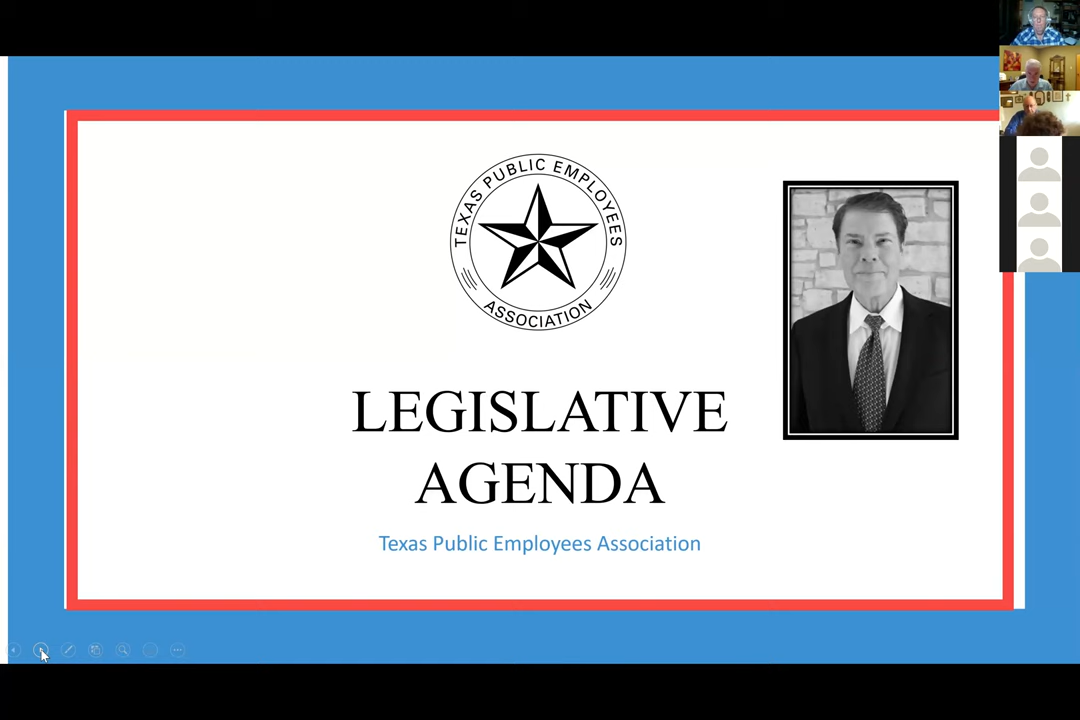 TEXAS PUBLIC EMPLOYEES
ASSOCIATION
LEGISLATIVE
AGENDA
Texas Public Employees Association